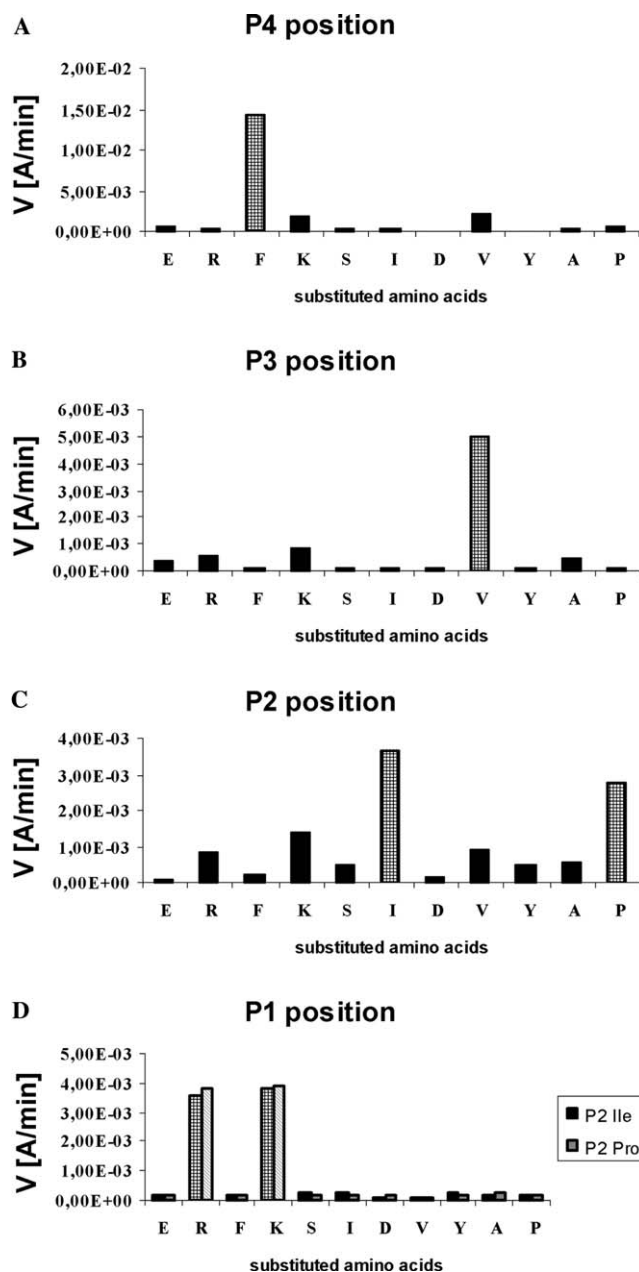 A
P4 position
V [A/min]
2,00E-02
1,50E-02
1,00E-02
5,00E-03
0,00E+00
E R F K S I D V Y A P
substituted amino acids
B
P3 position
V [A/min]
6,00E-03
5,00E-03
4,00E-03
3,00E-03
2,00E-03
1,00E-03
0,00E+00
E R F K S I D V Y A P
substituted amino acids
C
P2 position
V [A/min]
4,00E-03
3,00E-03
2,00E-03
1,00E-03
0,00E+00
E R F K S I D V Y A P
substituted amino acids
D
P1 position
V [A/min]
5,00E-03
4,00E-03
3,00E-03
2,00E-03
1,00E-03
0,00E+00
E R F K S I D V Y A P
substituted amino acids
P2 Ile
P2 Pro